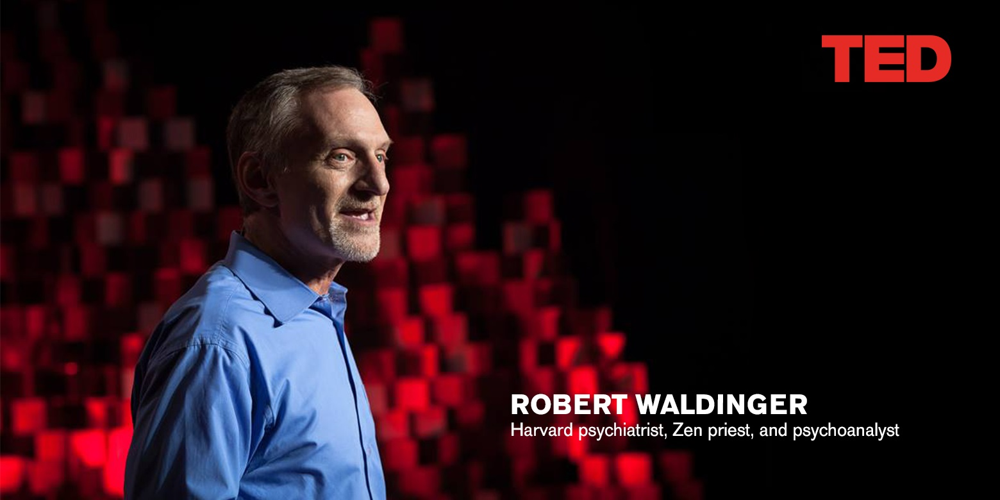 TED
ROBERT WALDINGER
Harvard psychiatrist, Zen priest, and psychoanalyst